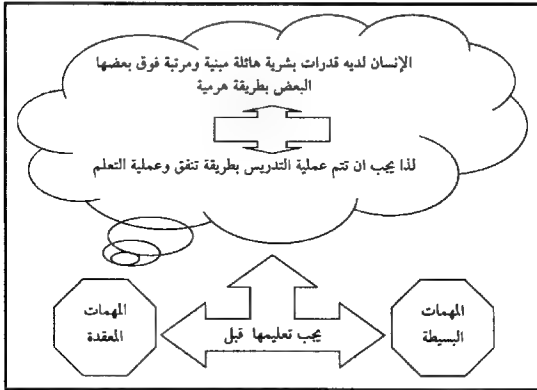 الإنسان لديه قدرات بشرية هائلة مبنية ومرتبة فوق بعضها
البعض بطريقة هرمية
لذا يجب ان تتم عملية التدريس بطريقة تنفق وعملية التعلم
المهمات
البسيطة
يجب تعليمها قبل
المهمات
المعقدة